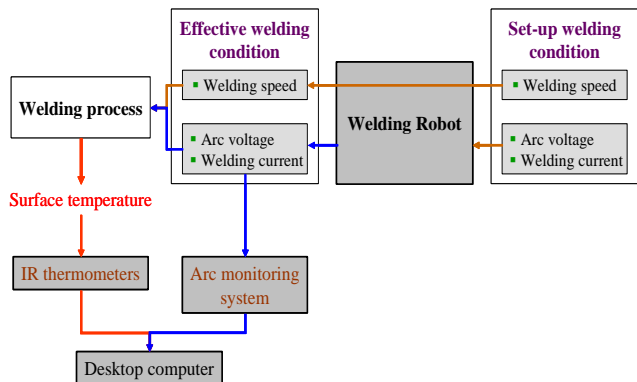 Effective welding
condition
▪ Welding speed
▪ Arc voltage
▪ Welding current
Set-up welding
condition
▪ Welding speed
▪ Arc voltage
▪ Welding current
Welding Robot
Welding process
Surface temperature
IR thermometers
Arc monitoring
system
Desktop computer